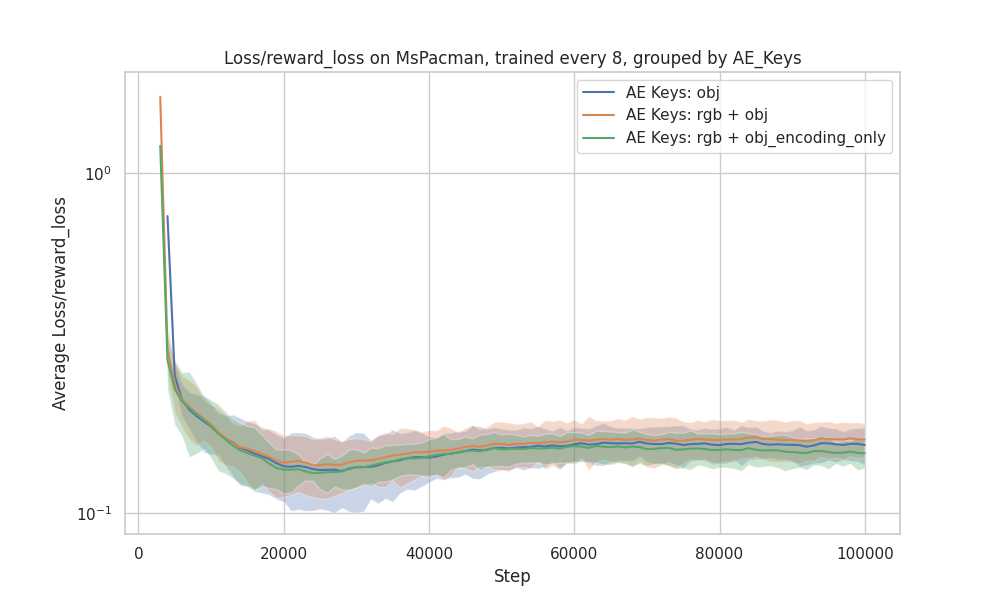 Loss/reward_loss on MsPacman, trained every 8, grouped by AE_Keys
AE Keys: obj
AE Keys: rgb + obj
AE Keys: rgb + obj_encoding_only
Average Loss/reward_loss
10⁰
10⁻¹
0 20000 40000 60000 80000 100000
Step